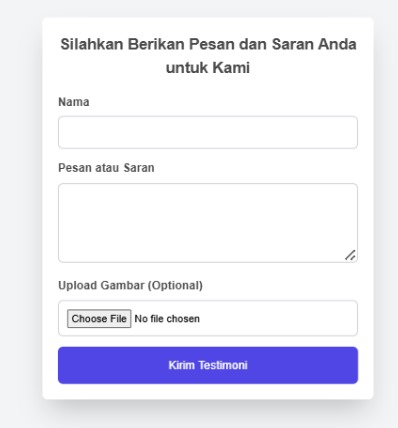 Silahkan Berikan Pesan dan Saran Anda
untuk Kami
Nama
Pesan atau Saran
Upload Gambar (Optional)
Choose File No file chosen
Kirim Testimoni